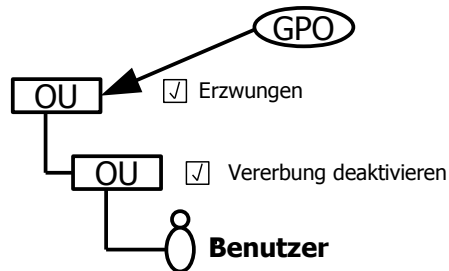 GPO
OU
√ Erzwungen
OU
√ Vererbung deaktivieren
Benutzer